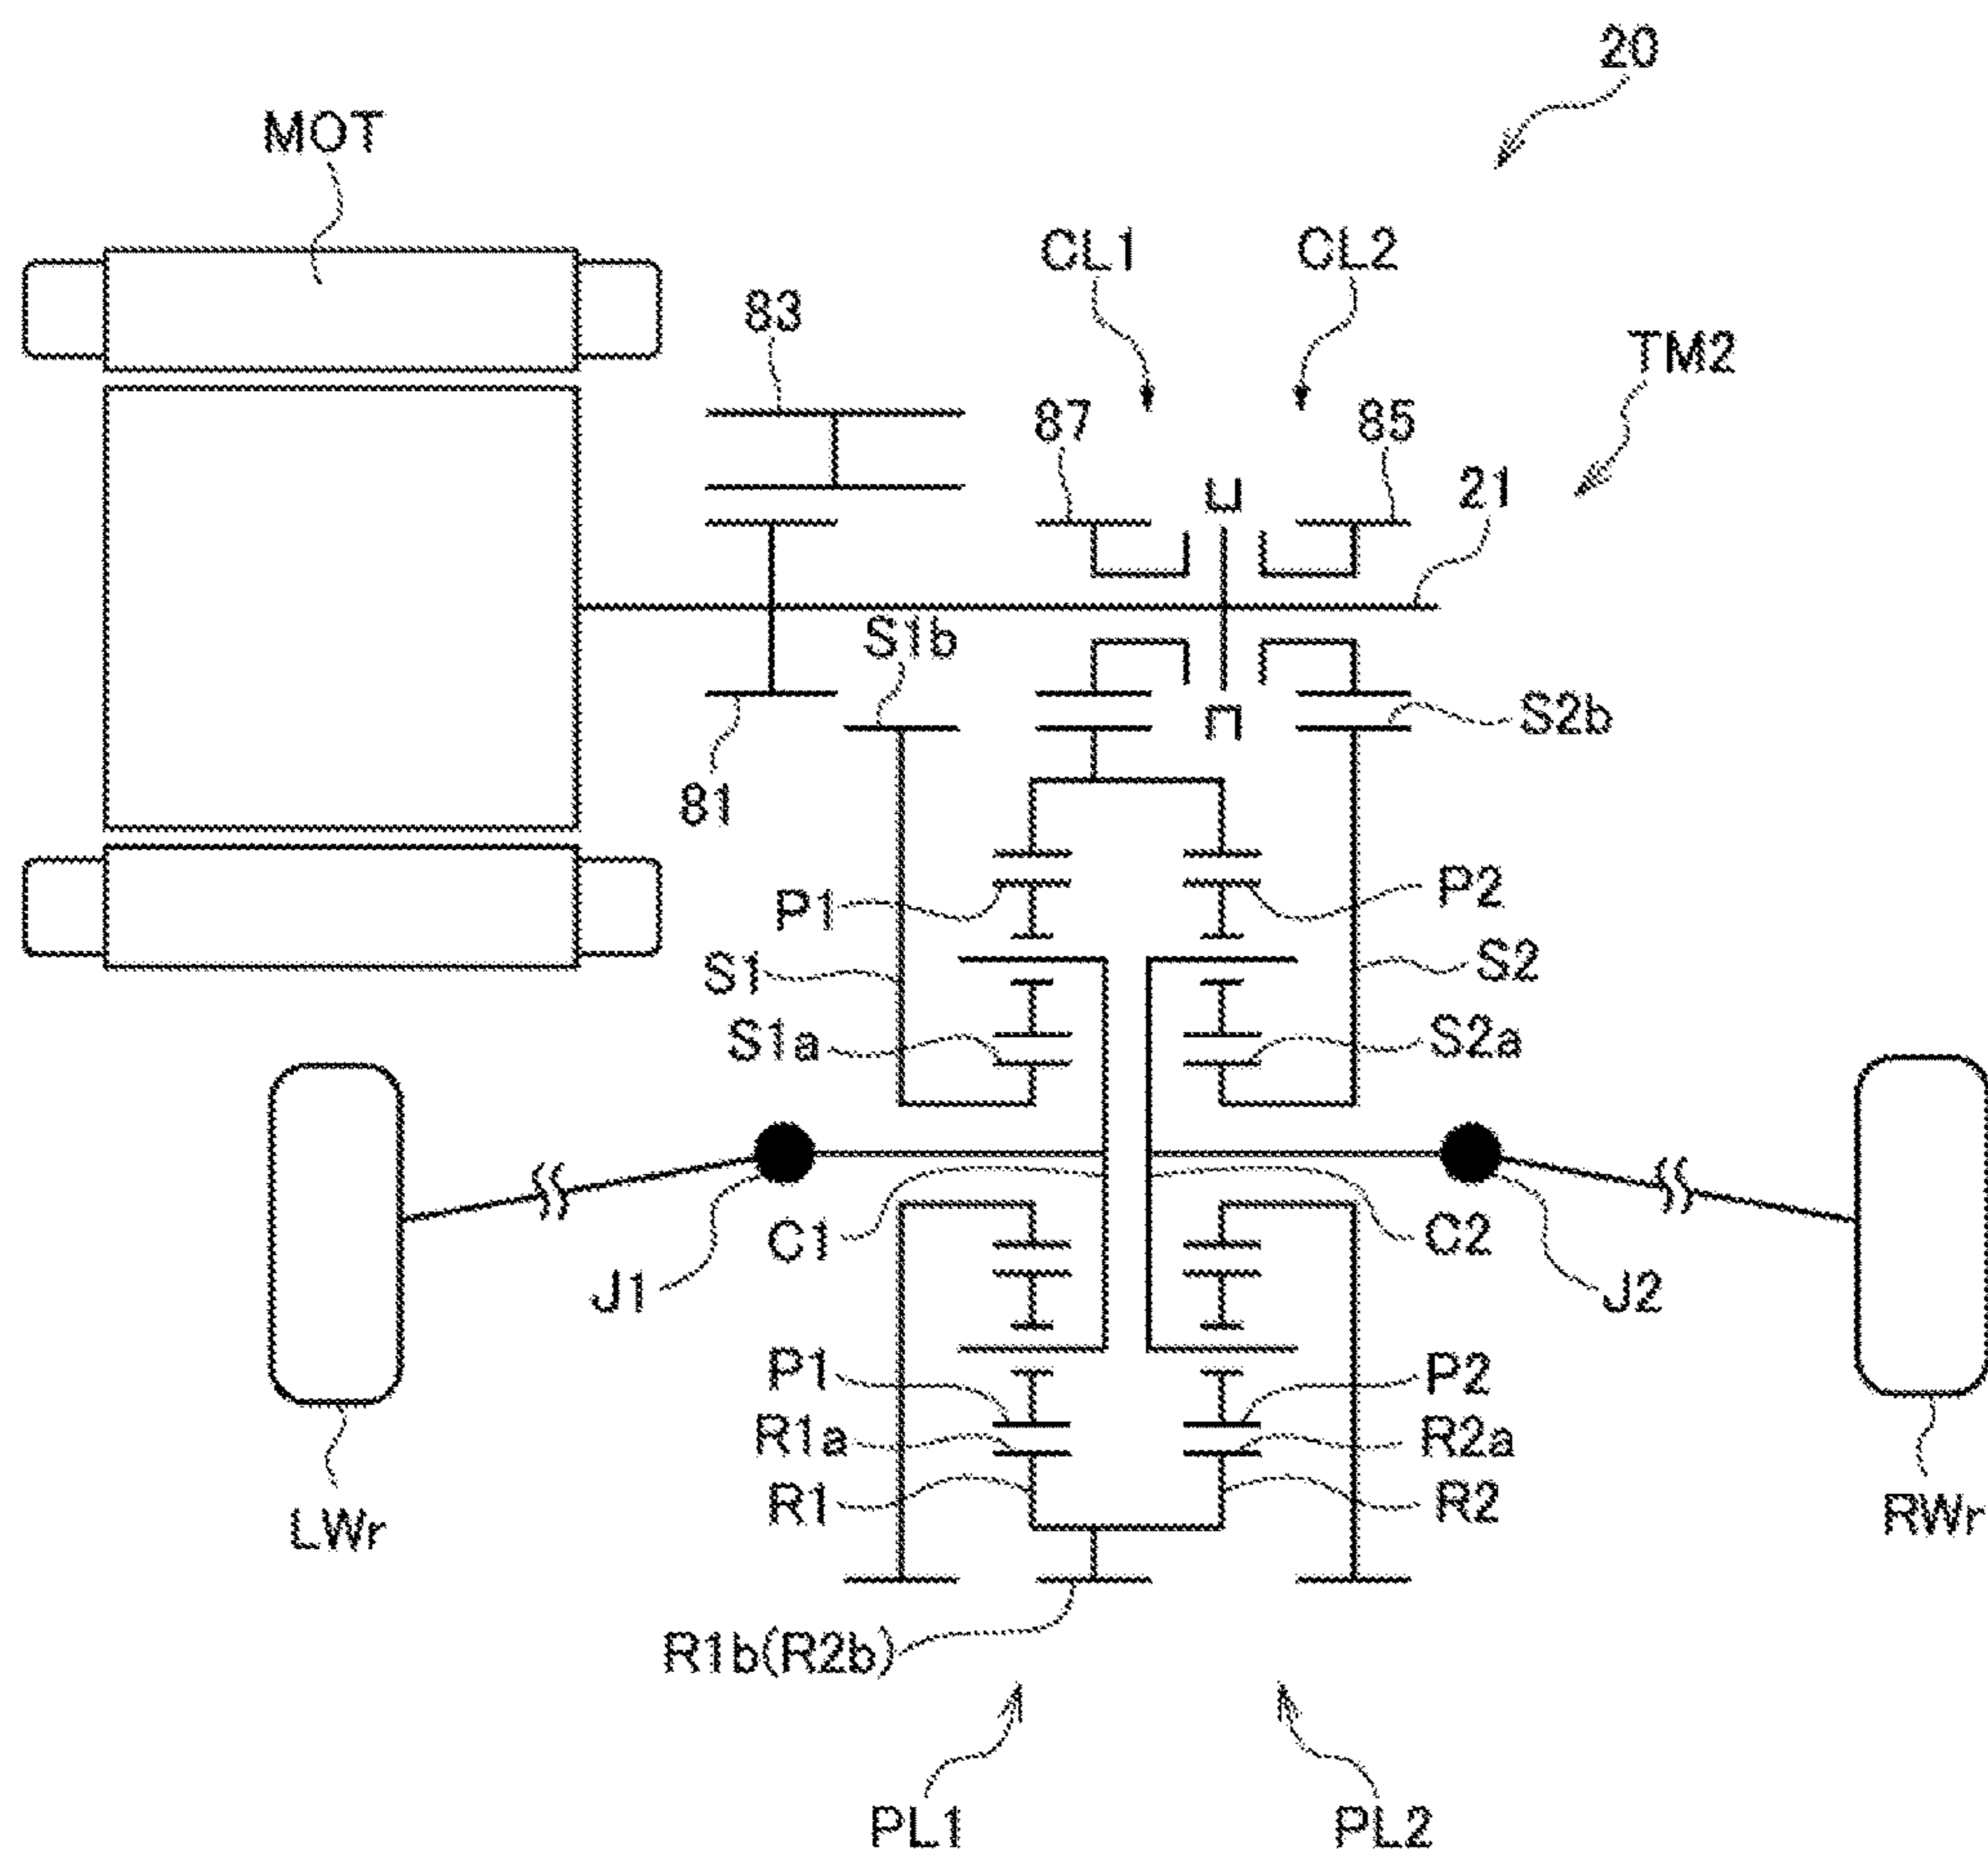 20
MOT
CL1 CL2
83
TM2
87 85
21
S1b
S2b
81
P1 P2
S1 S2
S1a S2a
C1 C2
J1 J2
P1 P2
R1a R2a
R1 R2
LWr RWr
R1b(R2b)
PL1 PL2